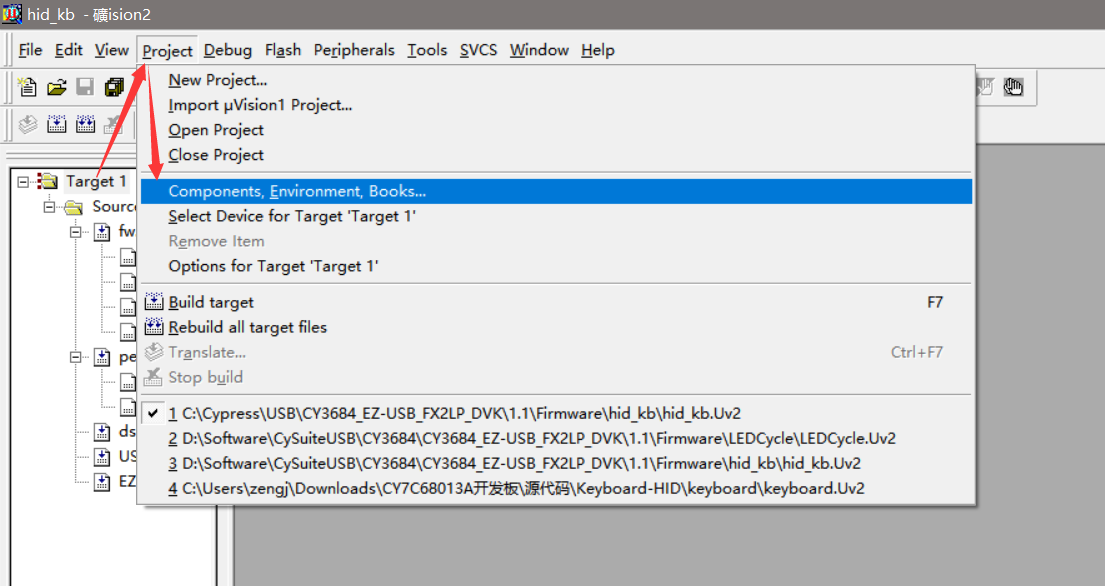 hid_kb - 礦ision2
File Edit View Project Debug Flash Peripherals Tools SVCS Window Help
New Project...
Import µVision1 Project...
Open Project
Close Project
Target 1
Components, Environment, Books...
Sourc
Select Device for Target 'Target 1'
fw
Remove Item
Options for Target 'Target 1'
Build target F7
Rebuild all target files
pe
Translate... Ctrl+F7
Stop build
1 C:\Cypress\USB\CY3684_EZ-USB_FX2LP_DVK\1.1\Firmware\hid_kb\hid_kb.Uv2
ds
2 D:\Software\CySuiteUSB\CY3684\CY3684_EZ-USB_FX2LP_DVK\1.1\Firmware\LEDCycle\LEDCycle.Uv2
US
3 D:\Software\CySuiteUSB\CY3684\CY3684_EZ-USB_FX2LP_DVK\1.1\Firmware\hid_kb\hid_kb.Uv2
EZ
4 C:\Users\zengj\Downloads\CY7C68013A开发板\源代码\Keyboard-HID\keyboard\keyboard.Uv2